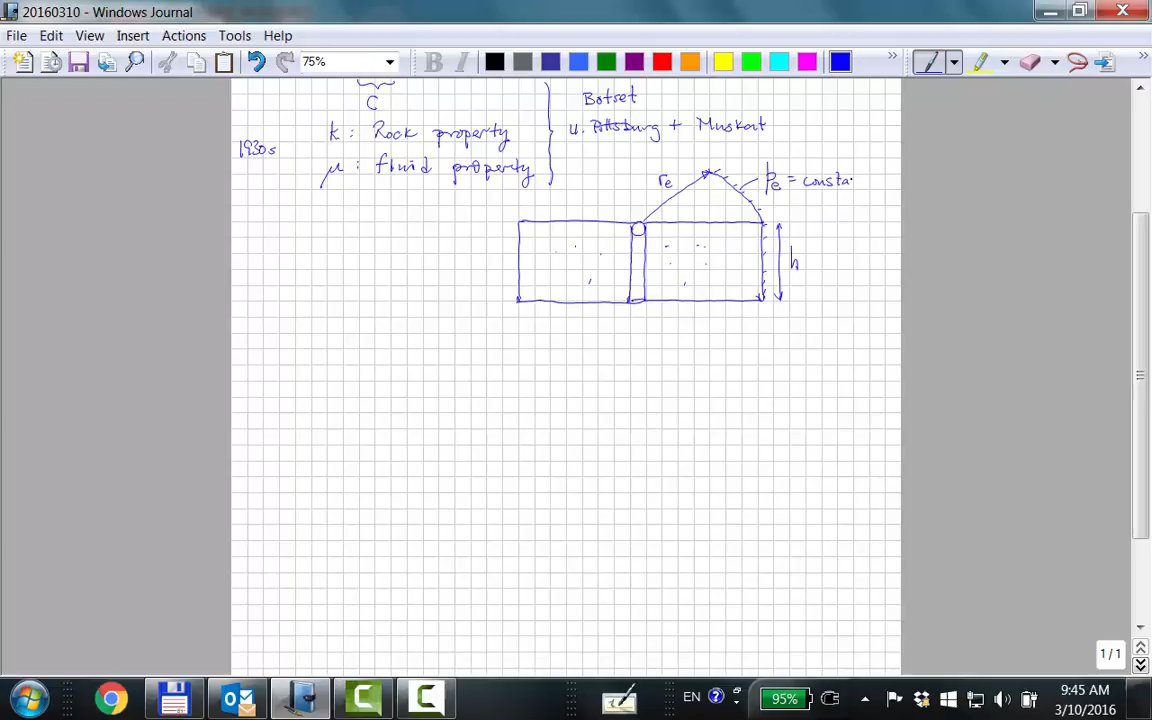 20160310 - Windows Journal
File Edit View Insert Actions Tools Help
75%
B I
C
Botset
k : Rock property
u. Pittsburg + Muskat
1930s
μ : fluid property
re
pe = consta
h
1 / 1
EN
95%
9:45 AM
3/10/2016